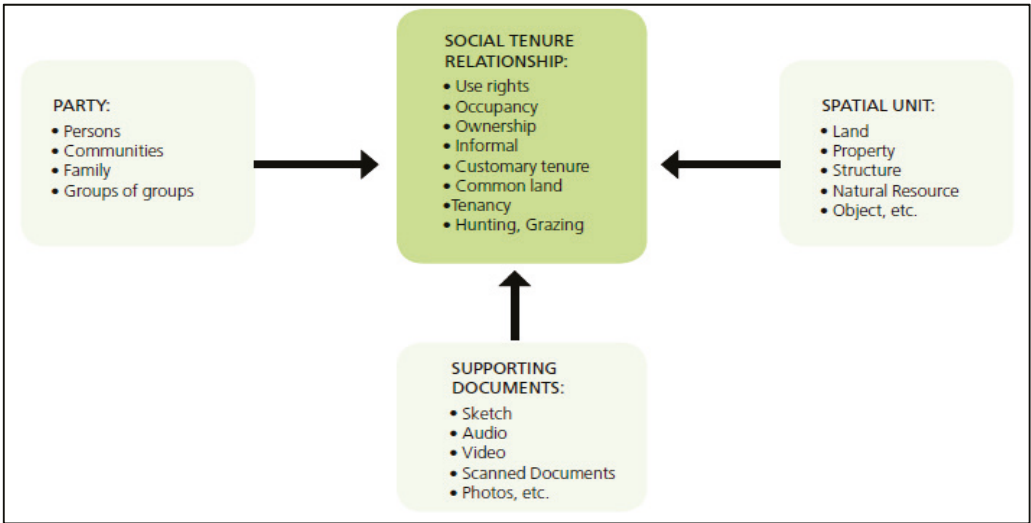 PARTY:
• Persons
• Communities
• Family
• Groups of groups
SOCIAL TENURE
RELATIONSHIP:
• Use rights
• Occupancy
• Ownership
• Informal
• Customary tenure
• Common land
•Tenancy
• Hunting, Grazing
SPATIAL UNIT:
• Land
• Property
• Structure
• Natural Resource
• Object, etc.
SUPPORTING
DOCUMENTS:
• Sketch
• Audio
• Video
• Scanned Documents
• Photos, etc.